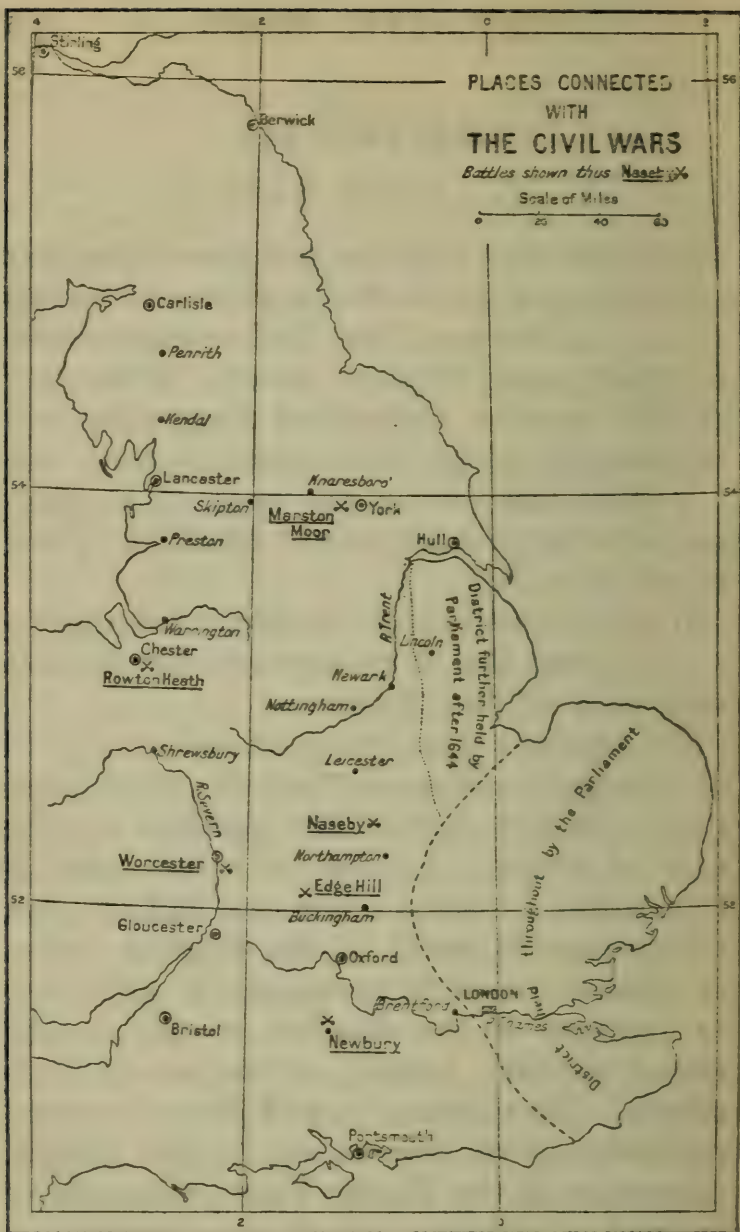 4
2
0
2
Stirling
56
56
PLACES CONNECTED
WITH
THE CIVIL WARS
Battles shown thus Naseby
Scale of Miles
0 20 40 60
Berwick
Carlisle
Penrith
Kendal
Lancaster
54
54
Knaresboro'
Skipton
Marston
Moor
York
Preston
Hull
Warrington
Chester
Rowton Heath
R.Trent
Lincoln
District further held by
Parliament after 1644
Newark
Nottingham
Shrewsbury
Leicester
R.Severn
Naseby
Northampton
Worcester
Edge Hill
52
52
Buckingham
Gloucester
Oxford
District held throughout by the Parliament
Brentford
LONDON
R.Thames
Bristol
Newbury
Portsmouth
2
0